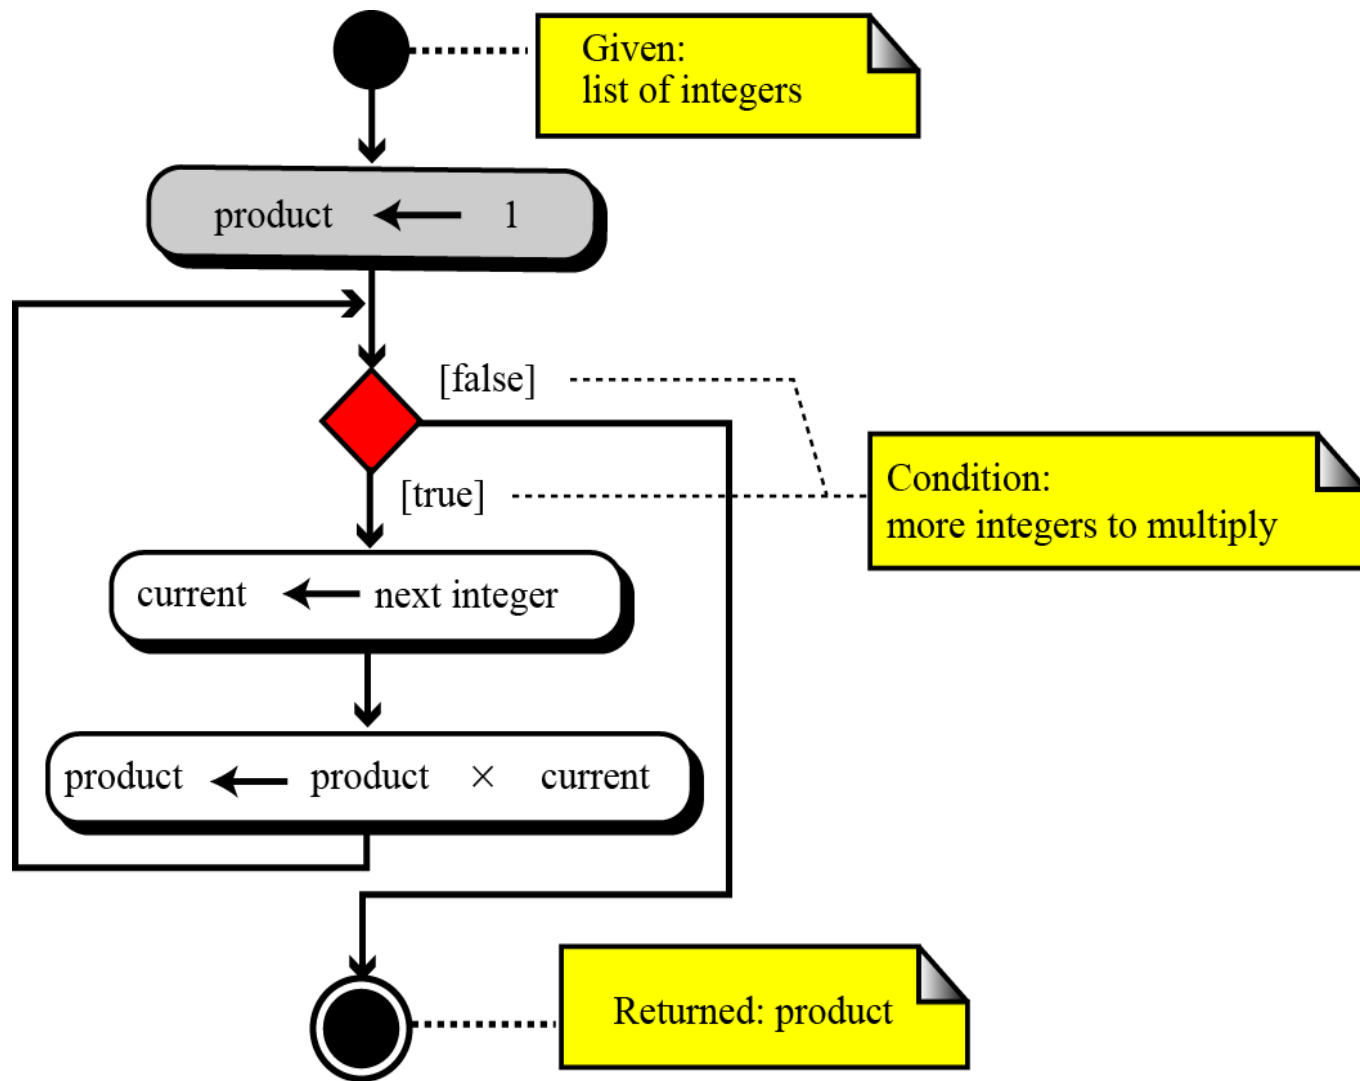 Given:
list of integers
product ← 1
[false]
[true]
Condition:
more integers to multiply
current ← next integer
product ← product × current
Returned: product